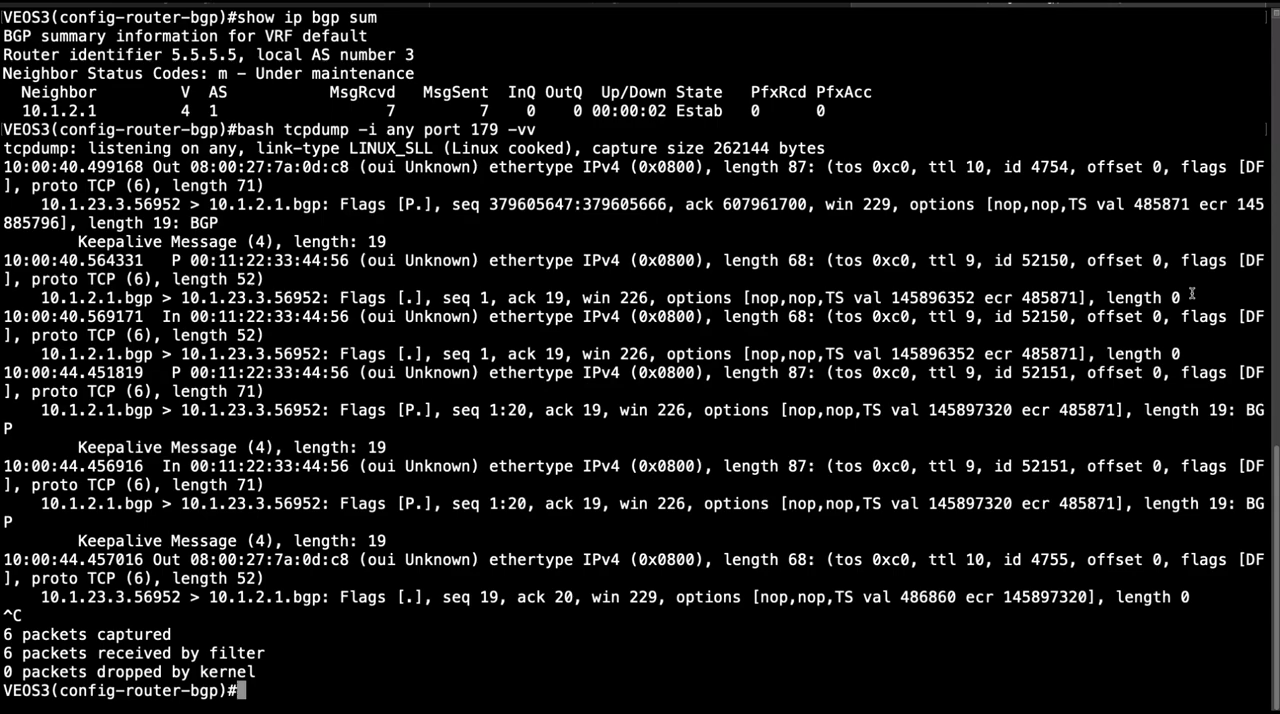 VEOS3(config-router-bgp)#show ip bgp sum
BGP summary information for VRF default
Router identifier 5.5.5.5, local AS number 3
Neighbor Status Codes: m - Under maintenance
  Neighbor         V  AS           MsgRcvd   MsgSent  InQ OutQ  Up/Down State   PfxRcd PfxAcc
  10.1.2.1         4  1                  7         7    0    0 00:00:02 Estab   0      0
VEOS3(config-router-bgp)#bash tcpdump -i any port 179 -vv
tcpdump: listening on any, link-type LINUX_SLL (Linux cooked), capture size 262144 bytes
10:00:40.499168 Out 08:00:27:7a:0d:c8 (oui Unknown) ethertype IPv4 (0x0800), length 87: (tos 0xc0, ttl 10, id 4754, offset 0, flags [DF
], proto TCP (6), length 71)
    10.1.23.3.56952 > 10.1.2.1.bgp: Flags [P.], seq 379605647:379605666, ack 607961700, win 229, options [nop,nop,TS val 485871 ecr 145
885796], length 19: BGP
        Keepalive Message (4), length: 19
10:00:40.564331   P 00:11:22:33:44:56 (oui Unknown) ethertype IPv4 (0x0800), length 68: (tos 0xc0, ttl 9, id 52150, offset 0, flags [DF
], proto TCP (6), length 52)
    10.1.2.1.bgp > 10.1.23.3.56952: Flags [.], seq 1, ack 19, win 226, options [nop,nop,TS val 145896352 ecr 485871], length 0
10:00:40.569171  In 00:11:22:33:44:56 (oui Unknown) ethertype IPv4 (0x0800), length 68: (tos 0xc0, ttl 9, id 52150, offset 0, flags [DF
], proto TCP (6), length 52)
    10.1.2.1.bgp > 10.1.23.3.56952: Flags [.], seq 1, ack 19, win 226, options [nop,nop,TS val 145896352 ecr 485871], length 0
10:00:44.451819   P 00:11:22:33:44:56 (oui Unknown) ethertype IPv4 (0x0800), length 87: (tos 0xc0, ttl 9, id 52151, offset 0, flags [DF
], proto TCP (6), length 71)
    10.1.2.1.bgp > 10.1.23.3.56952: Flags [P.], seq 1:20, ack 19, win 226, options [nop,nop,TS val 145897320 ecr 485871], length 19: BG
P
        Keepalive Message (4), length: 19
10:00:44.456916  In 00:11:22:33:44:56 (oui Unknown) ethertype IPv4 (0x0800), length 87: (tos 0xc0, ttl 9, id 52151, offset 0, flags [DF
], proto TCP (6), length 71)
    10.1.2.1.bgp > 10.1.23.3.56952: Flags [P.], seq 1:20, ack 19, win 226, options [nop,nop,TS val 145897320 ecr 485871], length 19: BG
P
        Keepalive Message (4), length: 19
10:00:44.457016 Out 08:00:27:7a:0d:c8 (oui Unknown) ethertype IPv4 (0x0800), length 68: (tos 0xc0, ttl 10, id 4755, offset 0, flags [DF
], proto TCP (6), length 52)
    10.1.23.3.56952 > 10.1.2.1.bgp: Flags [.], seq 19, ack 20, win 229, options [nop,nop,TS val 486860 ecr 145897320], length 0
^C
6 packets captured
6 packets received by filter
0 packets dropped by kernel
VEOS3(config-router-bgp)#